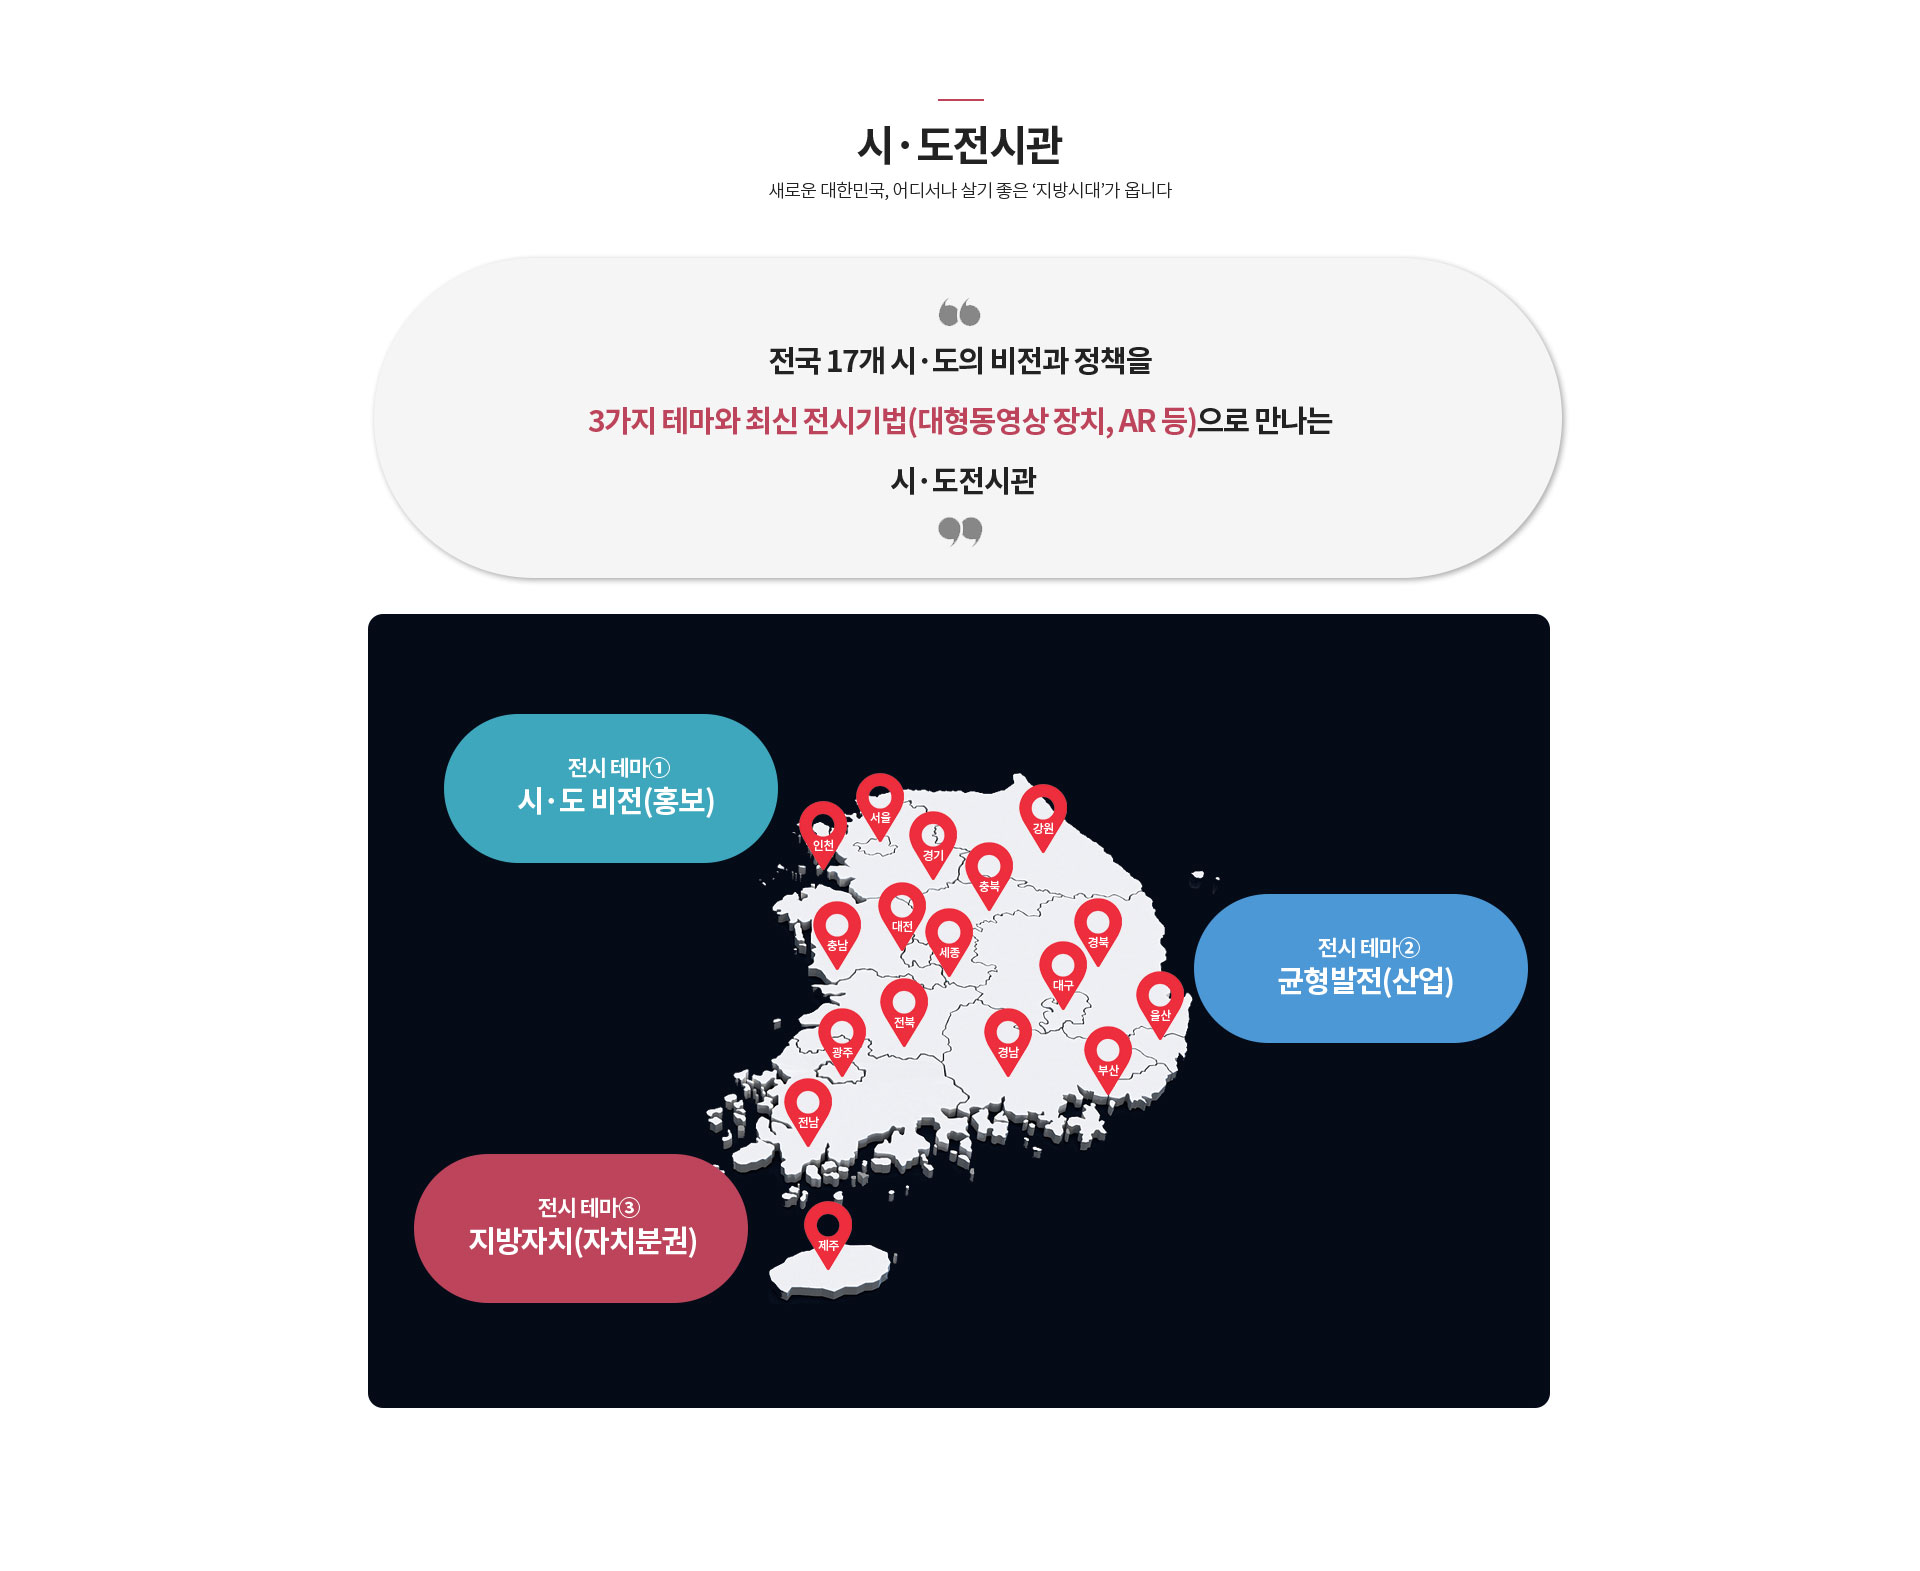 시·도전시관
새로운 대한민국, 어디서나 살기 좋은 ‘지방시대’가 옵니다
“
전국 17개 시·도의 비전과 정책을
3가지 테마와 최신 전시기법(대형동영상 장치, AR 등)으로 만나는
시·도전시관
”
전시 테마①
시·도 비전(홍보)
서울
인천
강원
경기
충북
대전
세종
충남
경북
대구
울산
전북
광주
경남
부산
전남
제주
전시 테마②
균형발전(산업)
전시 테마③
지방자치(자치분권)